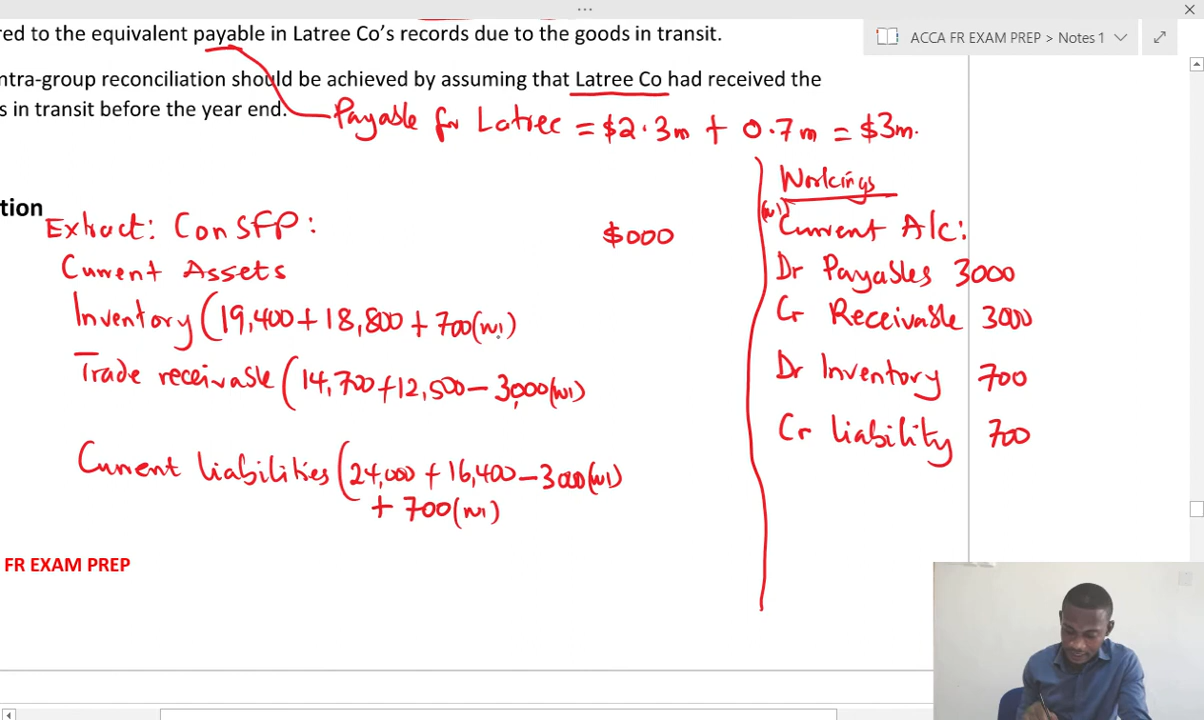 red to the equivalent payable in Latree Co's records due to the goods in transit.
ACCA FR EXAM PREP > Notes 1
ntra-group reconciliation should be achieved by assuming that Latree Co had received the
s in transit before the year end.
Payable for Latree = $2.3m + 0.7m = $3m.
tion
Extract: Con SFP:
$000
Current Assets
Inventory (19,400+18,800+700(w1)
Trade receivable (14,700+12,500-3,000(w1)
Current liabilities (24,000+16,400-3000(w1)
+ 700(w1)
Workings
(w1)
Current A/c:
Dr Payables 3000
Cr Receivable 3000
Dr Inventory 700
Cr liability 700
FR EXAM PREP